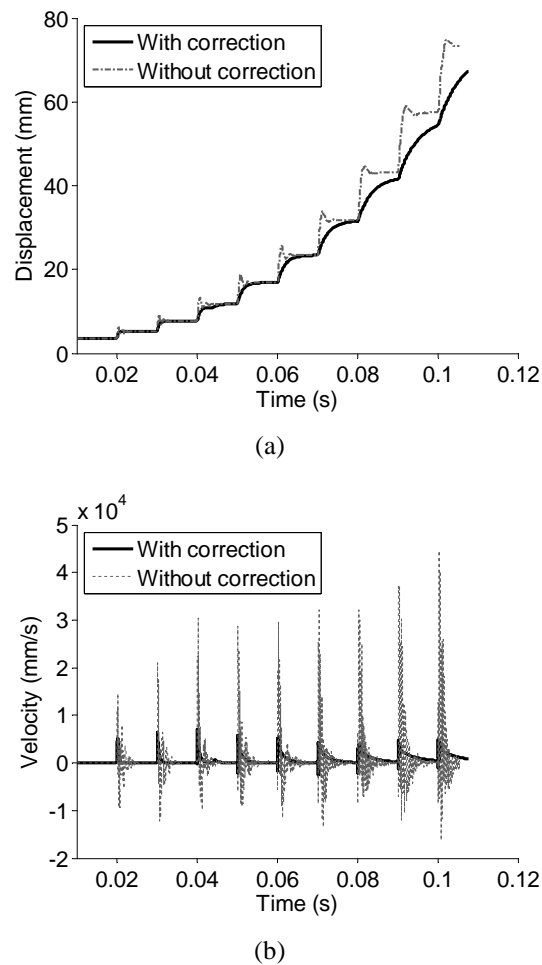 80
With correction
Without correction
60
40
20
0
Displacement (mm)
0.02 0.04 0.06 0.08 0.1 0.12
Time (s)
(a)
5 x 10^4
With correction
Without correction
4
3
2
1
0
-1
-2
Velocity (mm/s)
0.02 0.04 0.06 0.08 0.1 0.12
Time (s)
(b)